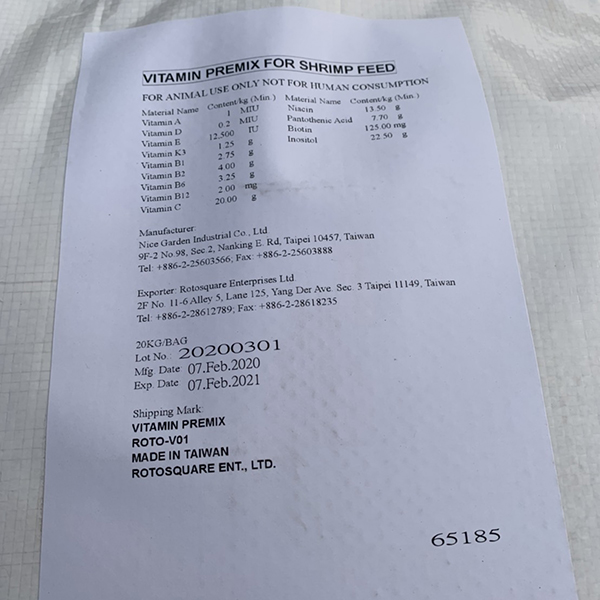 VITAMIN PREMIX FOR SHRIMP FEED
FOR ANIMAL USE ONLY NOT FOR HUMAN CONSUMPTION
Material Name Content/kg (Min.) Material Name Content/kg (Min.)
Vitamin A 1 MIU Niacin 13.50 g
Vitamin D 0.2 MIU Pantothenic Acid 7.70 g
Vitamin E 12,500 IU Biotin 125.00 mg
Vitamin K3 1.25 g Inositol 22.50 g
Vitamin B1 2.75 g
Vitamin B2 4.00 g
Vitamin B6 3.25 g
Vitamin B12 2.00 mg
Vitamin C 20.00 g
Manufacturer
Nice Garden Industrial Co., Ltd.
9F-2 No.98, Sec.2, Nanking E. Rd, Taipei 10457, Taiwan
Tel: +886-2-25603566; Fax: +886-2-25603888
Exporter: Rotosquare Enterprises Ltd.
2F No. 11-6 Alley 5, Lane 125, Yang Der Ave. Sec. 3 Taipei 11149, Taiwan
Tel: +886-2-28612789; Fax: +886-2-28618235
20KG/BAG
Lot No.: 20200301
Mfg. Date 07.Feb.2020
Exp. Date 07.Feb.2021
Shipping Mark:
VITAMIN PREMIX
ROTO-V01
MADE IN TAIWAN
ROTOSQUARE ENT., LTD.
65185